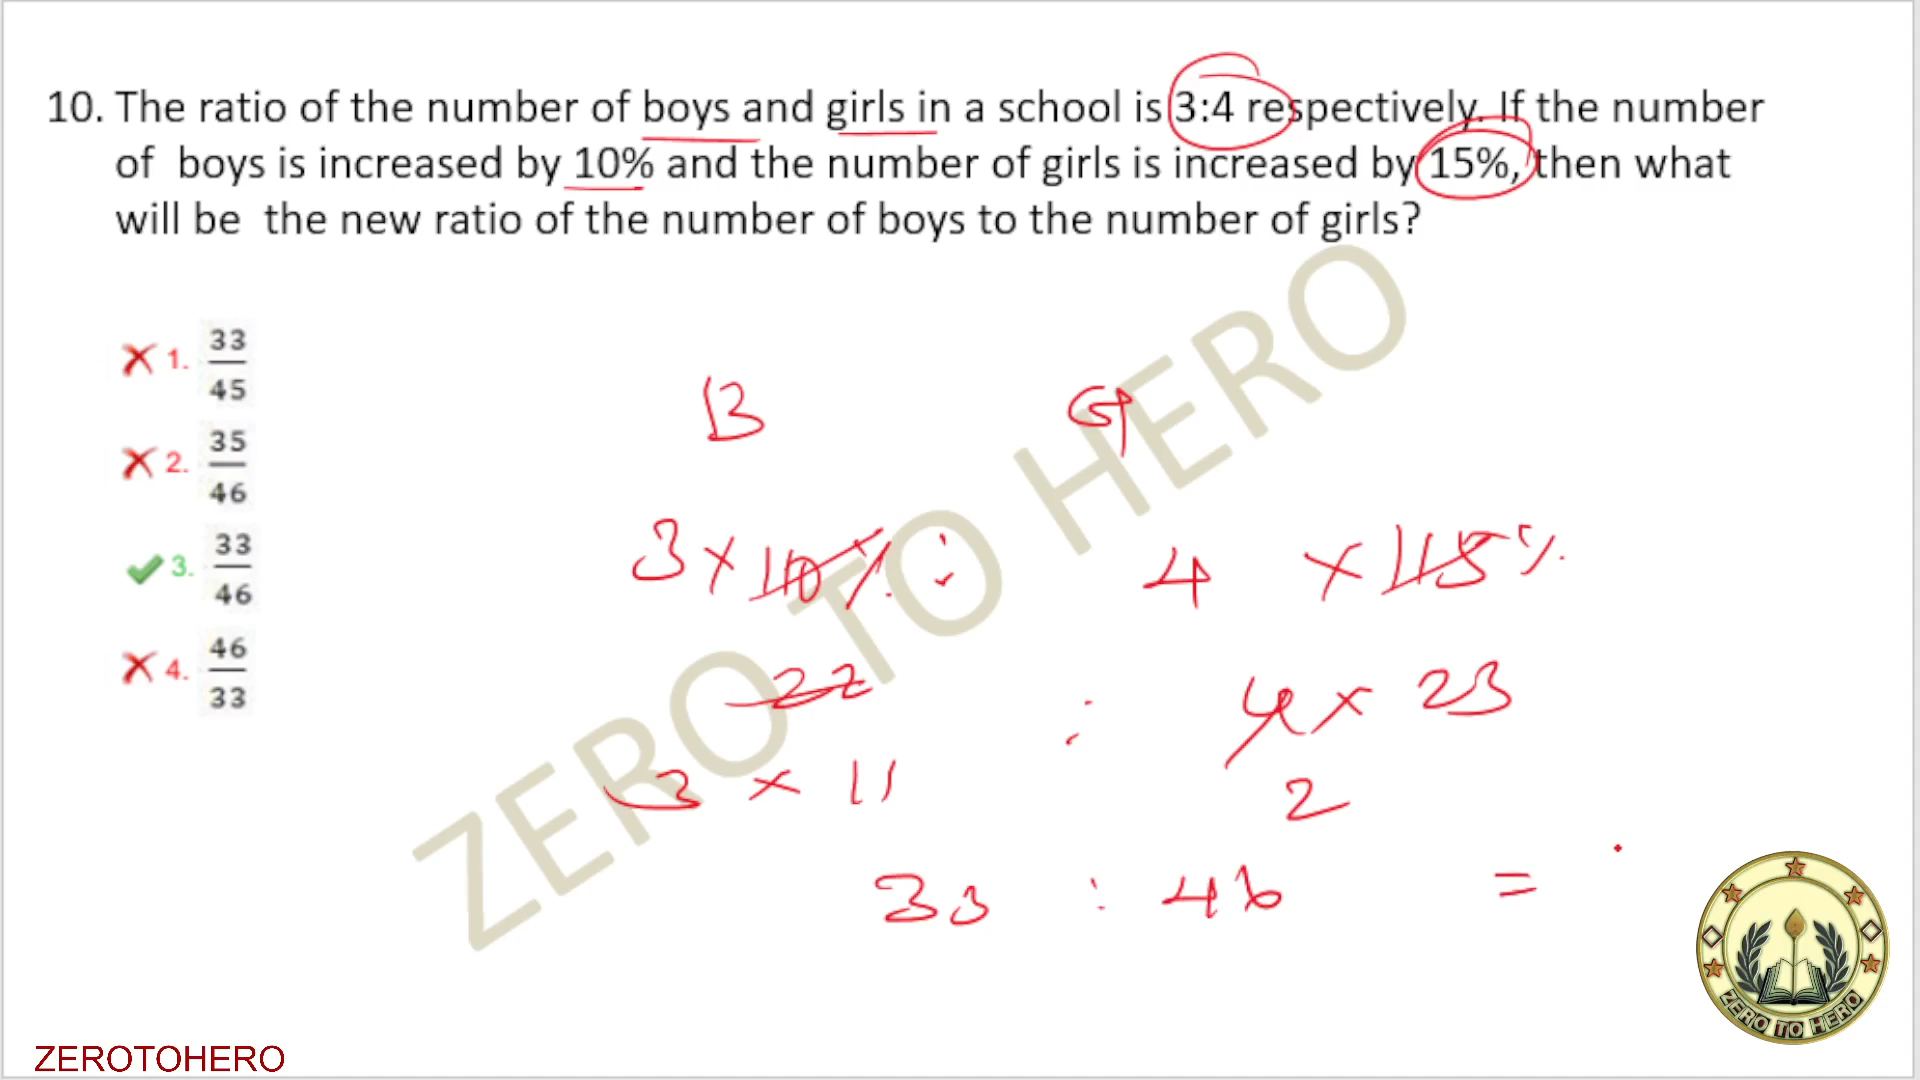 10. The ratio of the number of boys and girls in a school is 3:4 respectively. If the number
of boys is increased by 10% and the number of girls is increased by 15%, then what
will be the new ratio of the number of boys to the number of girls?
1. 33/45
2. 35/46
3. 33/46
4. 46/33
B G
3 × 110% : 4 × 115%
22 : 4 × 23
3 × 11 2
33 : 46 =
ZERO TO HERO
ZERO TO HERO
ZEROTOHERO